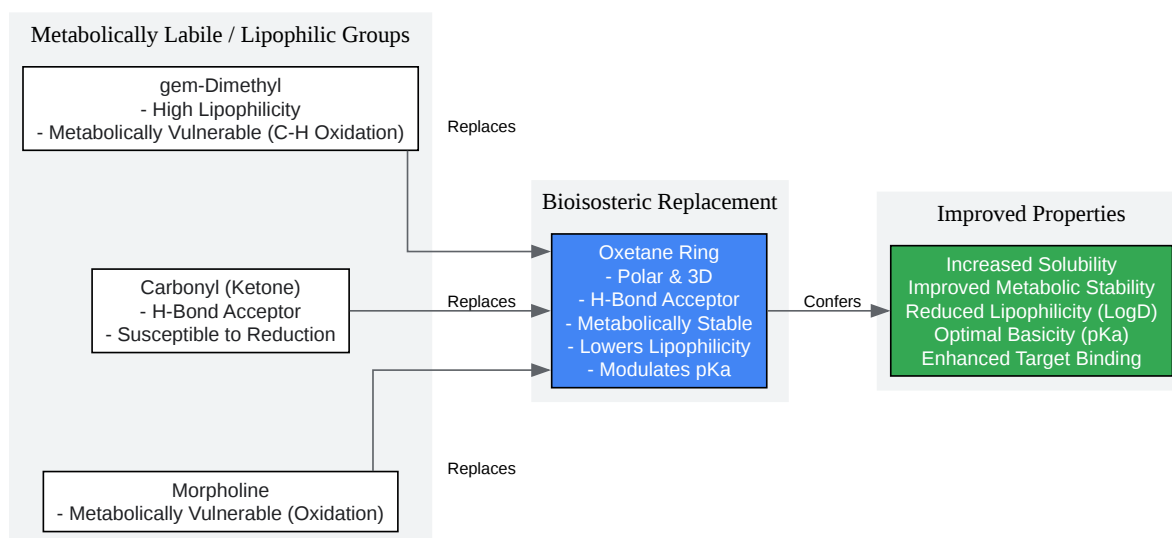 Metabolically Labile / Lipophilic Groups
gem-Dimethyl
- High Lipophilicity
- Metabolically Vulnerable (C-H Oxidation)
Replaces
Carbonyl (Ketone)
- H-Bond Acceptor
- Susceptible to Reduction
Replaces
Morpholine
- Metabolically Vulnerable (Oxidation)
Replaces
Bioisosteric Replacement
Oxetane Ring
- Polar & 3D
- H-Bond Acceptor
- Metabolically Stable
- Lowers Lipophilicity
- Modulates pKa
Confers
Improved Properties
Increased Solubility
Improved Metabolic Stability
Reduced Lipophilicity (LogD)
Optimal Basicity (pKa)
Enhanced Target Binding